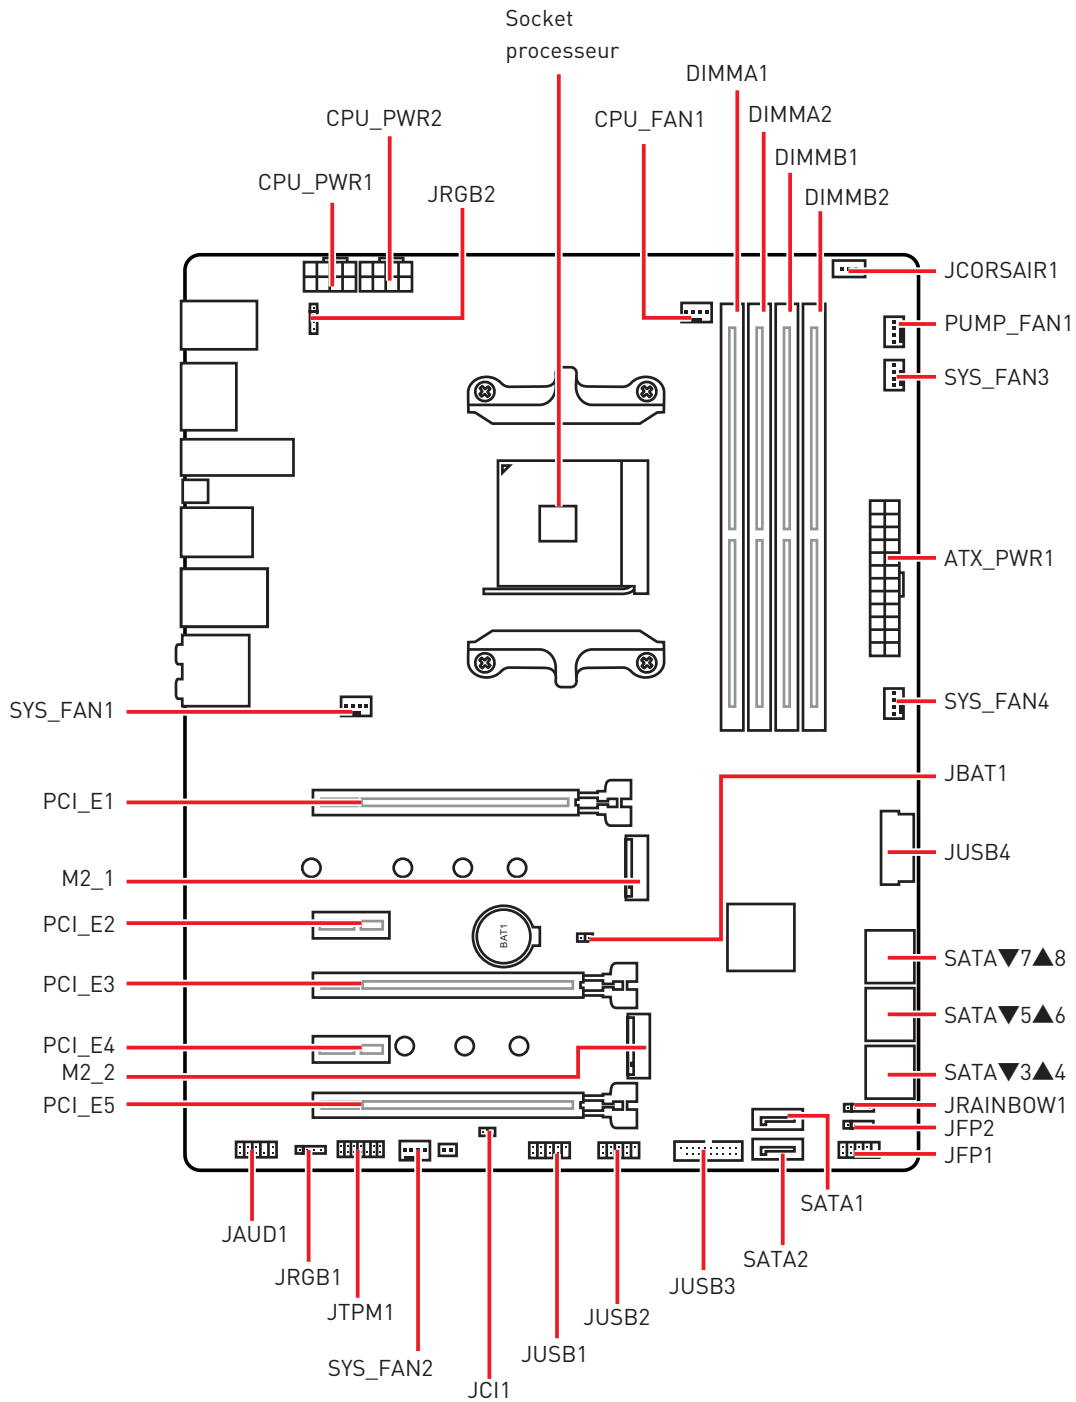 Socket
processeur
DIMMA1
CPU_PWR2
CPU_FAN1
DIMMA2
DIMMB1
CPU_PWR1
JRGB2
DIMMB2
JCORSAIR1
PUMP_FAN1
SYS_FAN3
ATX_PWR1
SYS_FAN1
SYS_FAN4
JBAT1
PCI_E1
JUSB4
M2_1
PCI_E2
BAT1
SATA▼7▲8
PCI_E3
SATA▼5▲6
PCI_E4
M2_2
SATA▼3▲4
PCI_E5
JRAINBOW1
JFP2
JFP1
SATA1
JAUD1
SATA2
JRGB1
JUSB3
JTPM1
JUSB2
JUSB1
SYS_FAN2
JCI1